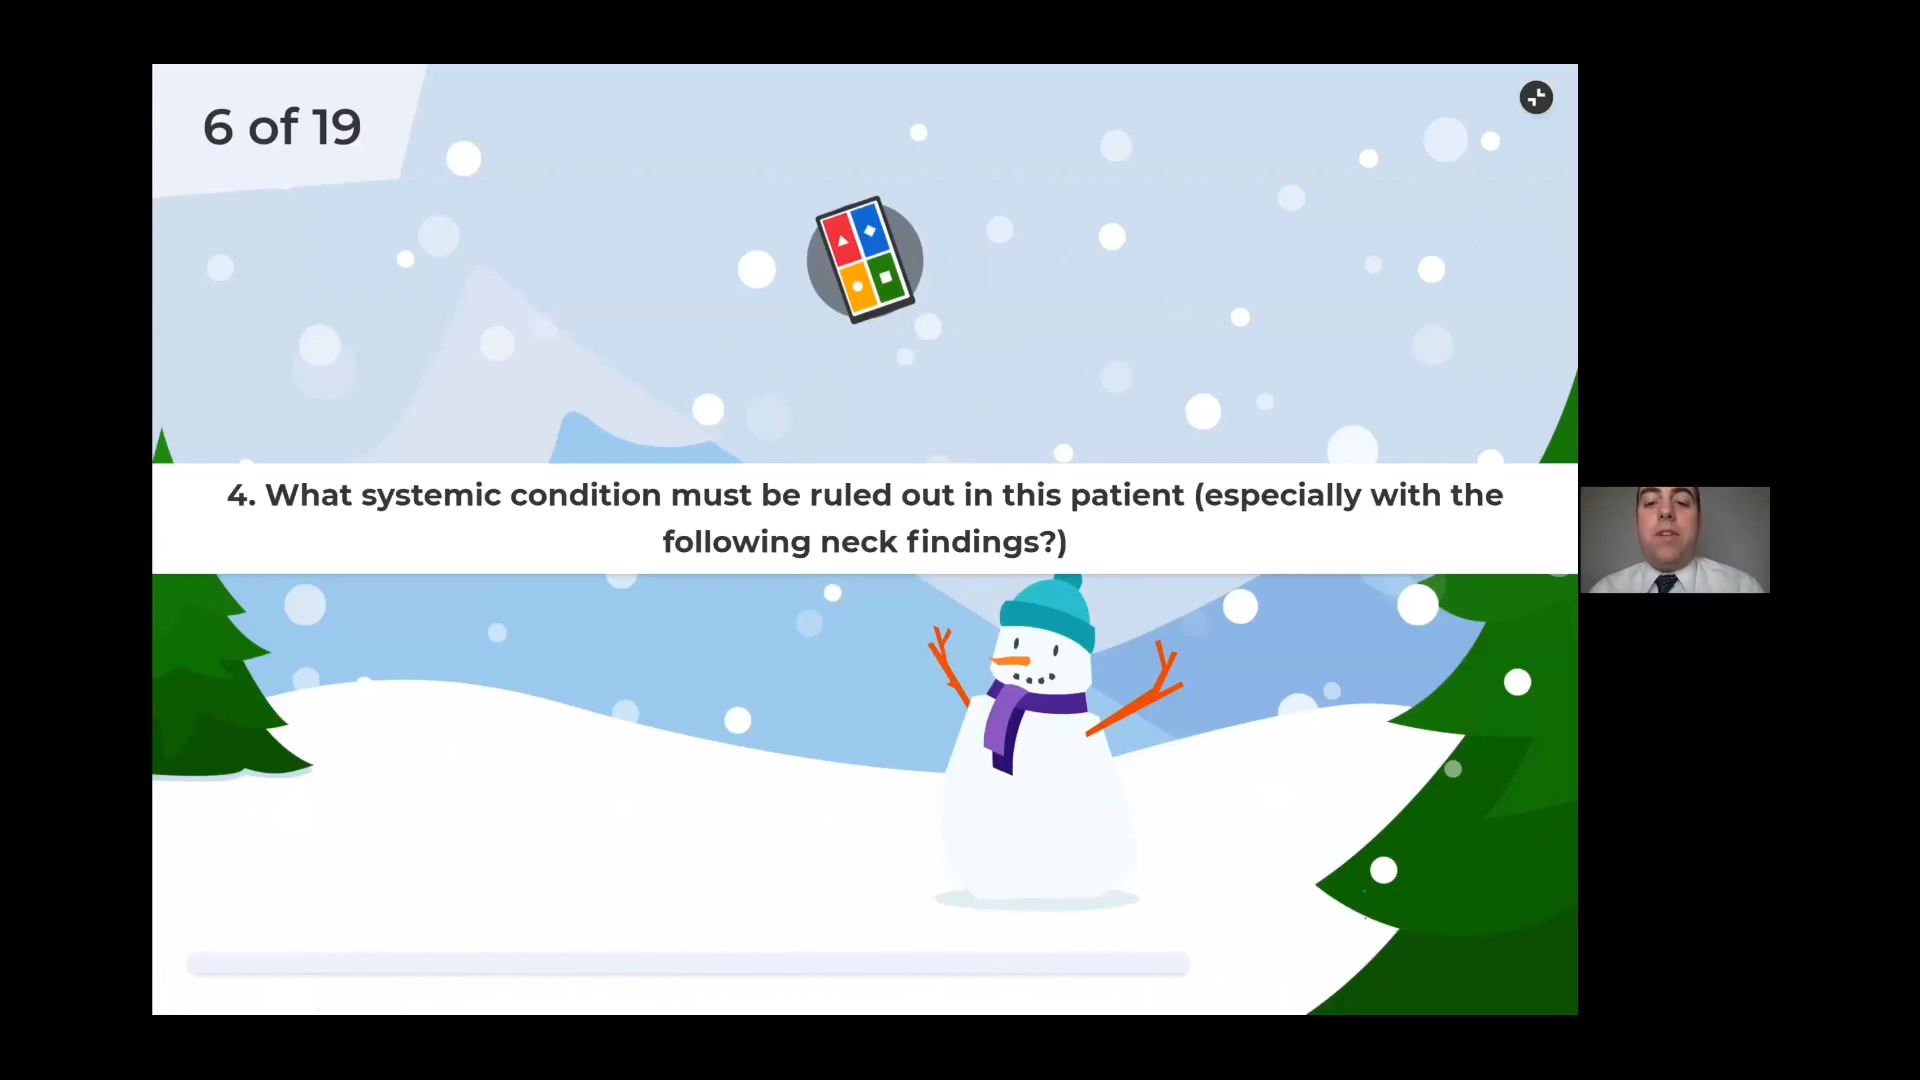 6 of 19
4. What systemic condition must be ruled out in this patient (especially with the
following neck findings?)